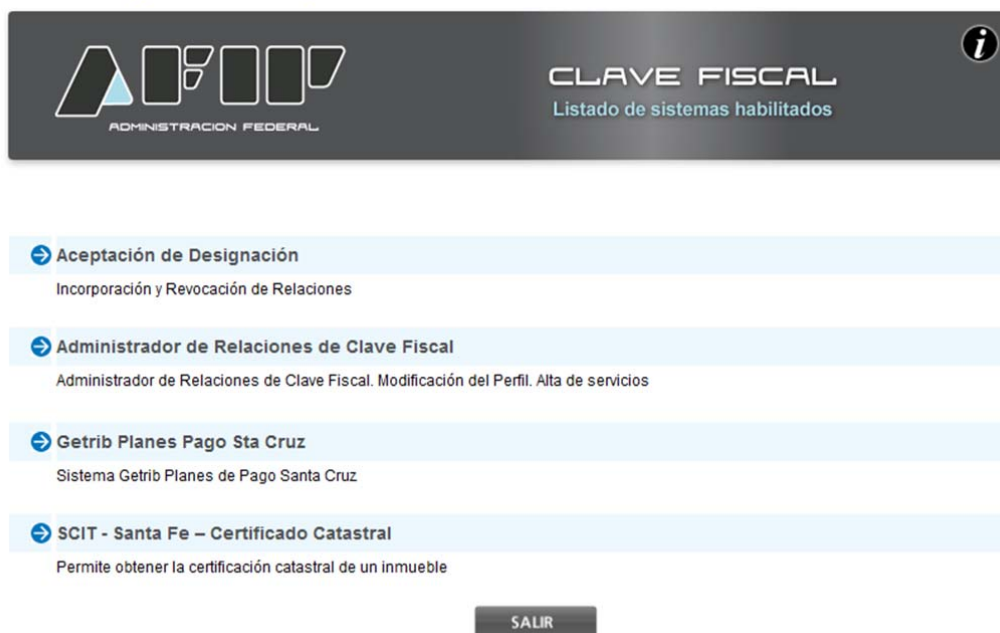 AFIP
ADMINISTRACION FEDERAL
CLAVE FISCAL
Listado de sistemas habilitados
i
Aceptación de Designación
Incorporación y Revocación de Relaciones
Administrador de Relaciones de Clave Fiscal
Administrador de Relaciones de Clave Fiscal. Modificación del Perfil. Alta de servicios
Getrib Planes Pago Sta Cruz
Sistema Getrib Planes de Pago Santa Cruz
SCIT - Santa Fe – Certificado Catastral
Permite obtener la certificación catastral de un inmueble
SALIR